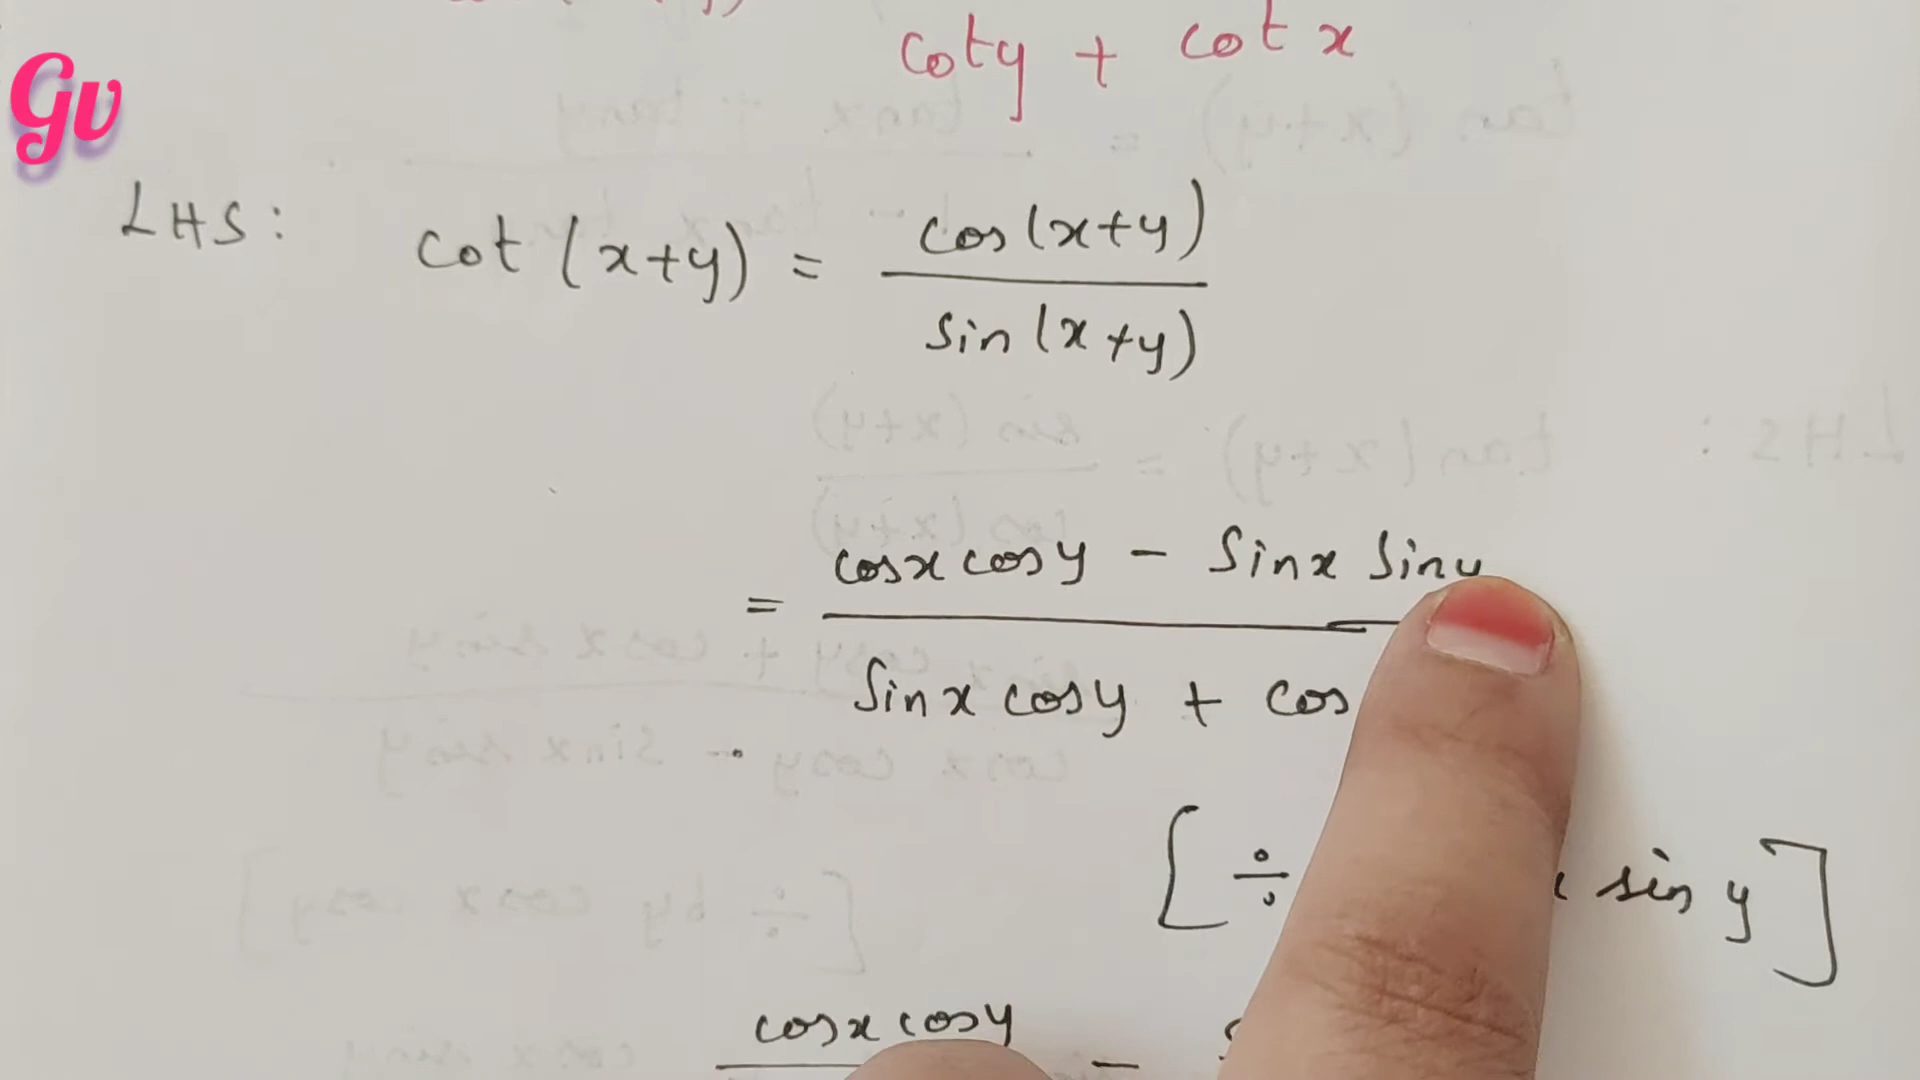 coty + cot x
Gv
LHS: cot (x+y) = cos(x+y)
sin(x+y)
= cosx cosy - sinx siny
sinx cosy + cos
[÷ sin y]
cosx cosy -